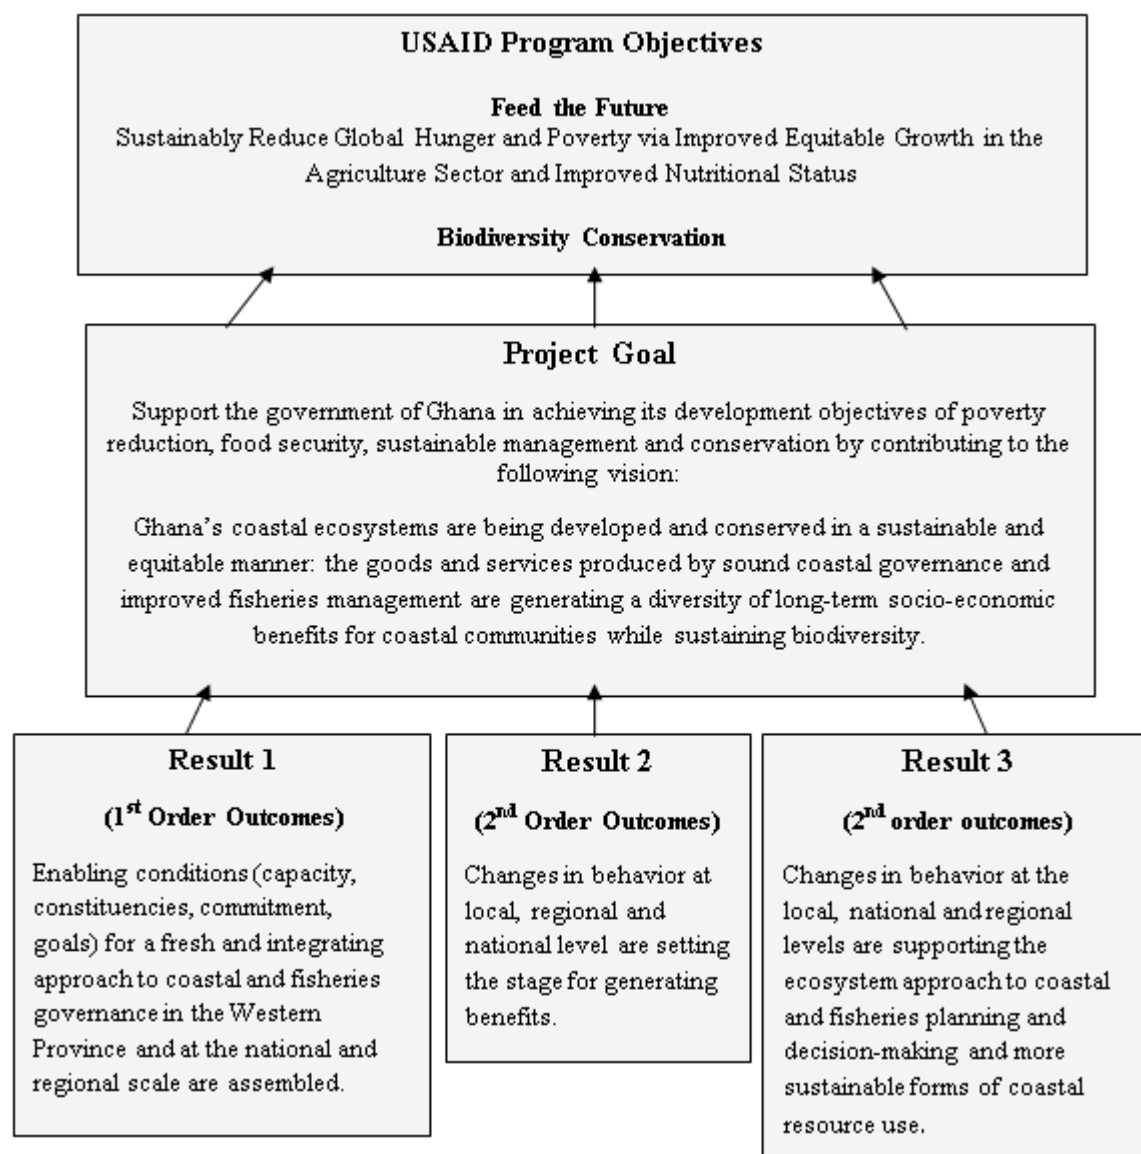 USAID Program Objectives
Feed the Future
Sustainably Reduce Global Hunger and Poverty via Improved Equitable Growth in the
Agriculture Sector and Improved Nutritional Status
Biodiversity Conservation
Project Goal
Support the government of Ghana in achieving its development objectives of poverty
reduction, food security, sustainable management and conservation by contributing to the
following vision:
Ghana's coastal ecosystems are being developed and conserved in a sustainable and
equitable manner: the goods and services produced by sound coastal governance and
improved fisheries management are generating a diversity of long-term socio-economic
benefits for coastal communities while sustaining biodiversity.
Result 1
(1st Order Outcomes)
Enabling conditions (capacity,
constituencies, commitment,
goals) for a fresh and integrating
approach to coastal and fisheries
governance in the Western
Province and at the national and
regional scale are assembled.
Result 2
(2nd Order Outcomes)
Changes in behavior at
local, regional and
national level are setting
the stage for generating
benefits.
Result 3
(2nd order outcomes)
Changes in behavior at the
local, national and regional
levels are supporting the
ecosystem approach to coastal
and fisheries planning and
decision-making and more
sustainable forms of coastal
resource use.